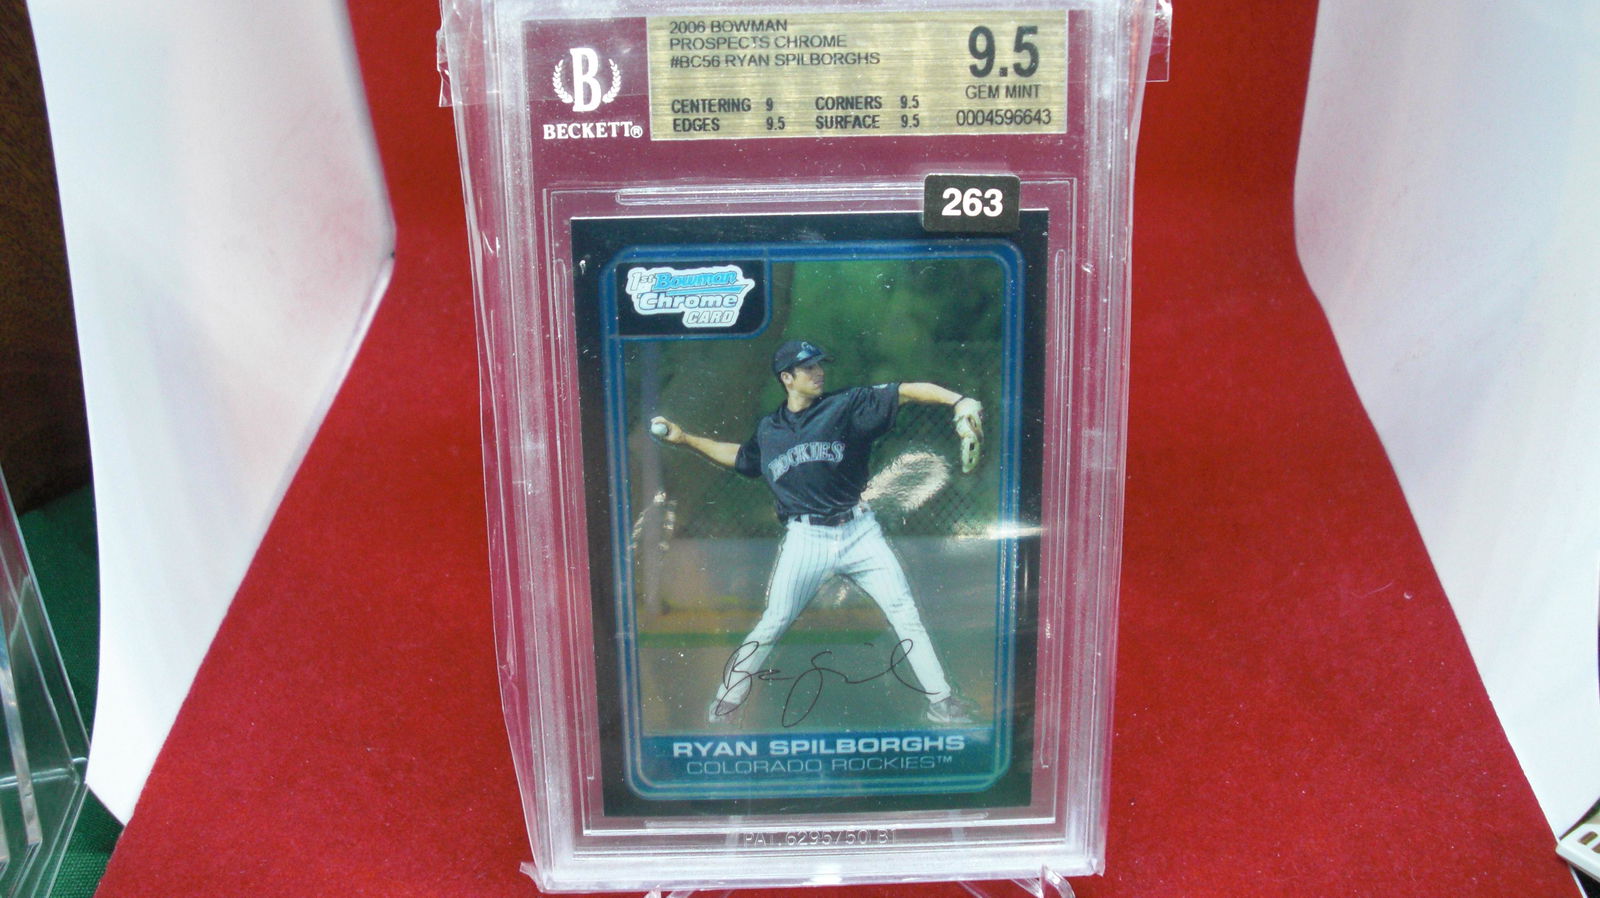 2006 BOWMAN
PROSPECTS CHROME
#BC56 RYAN SPILBORGHS
9.5
GEM MINT
CENTERING 9 CORNERS 9.5
EDGES 9.5 SURFACE 9.5
0004596643
B
BECKETT®
263
1st Bowman
Chrome
CARD
ROCKIES
RYAN SPILBORGHS
COLORADO ROCKIES™
PAT. 6295750 B1